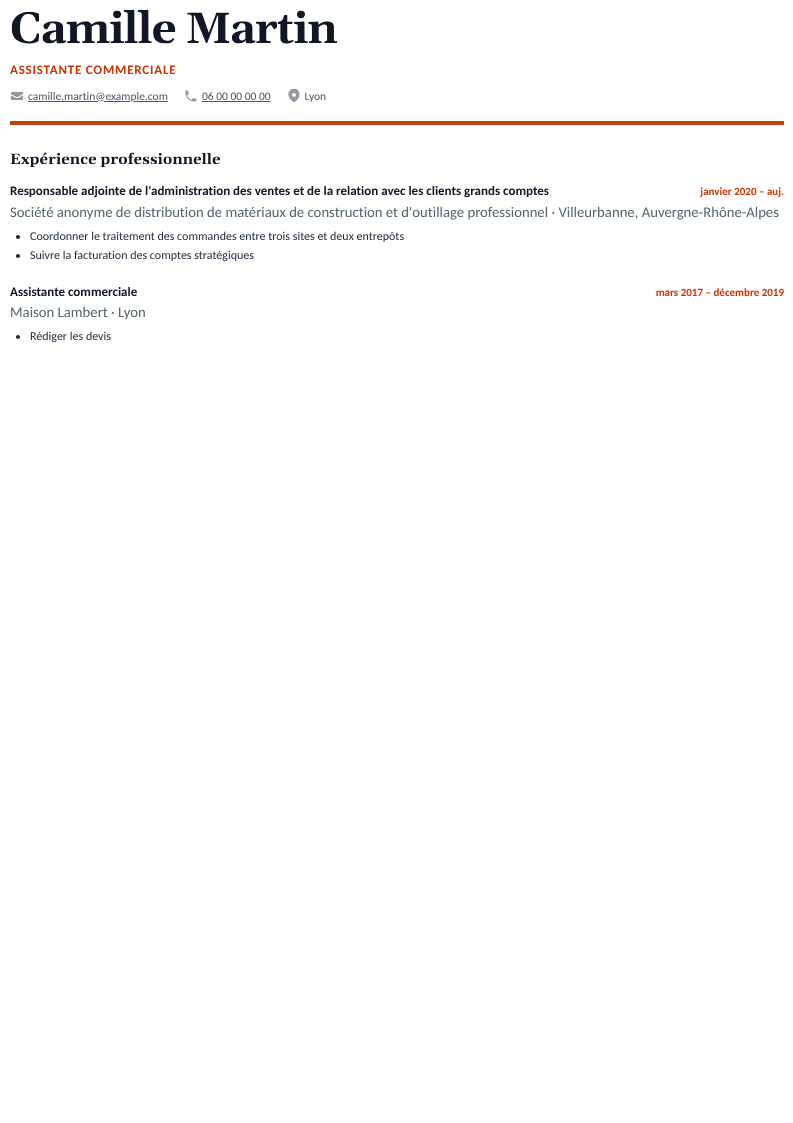 Camille Martin
ASSISTANTE COMMERCIALE
camille.martin@example.com 06 00 00 00 00 Lyon
Expérience professionnelle
Responsable adjointe de l'administration des ventes et de la relation avec les clients grands comptes janvier 2020 – auj.
Société anonyme de distribution de matériaux de construction et d'outillage professionnel · Villeurbanne, Auvergne-Rhône-Alpes
• Coordonner le traitement des commandes entre trois sites et deux entrepôts
• Suivre la facturation des comptes stratégiques
Assistante commerciale mars 2017 – décembre 2019
Maison Lambert · Lyon
• Rédiger les devis